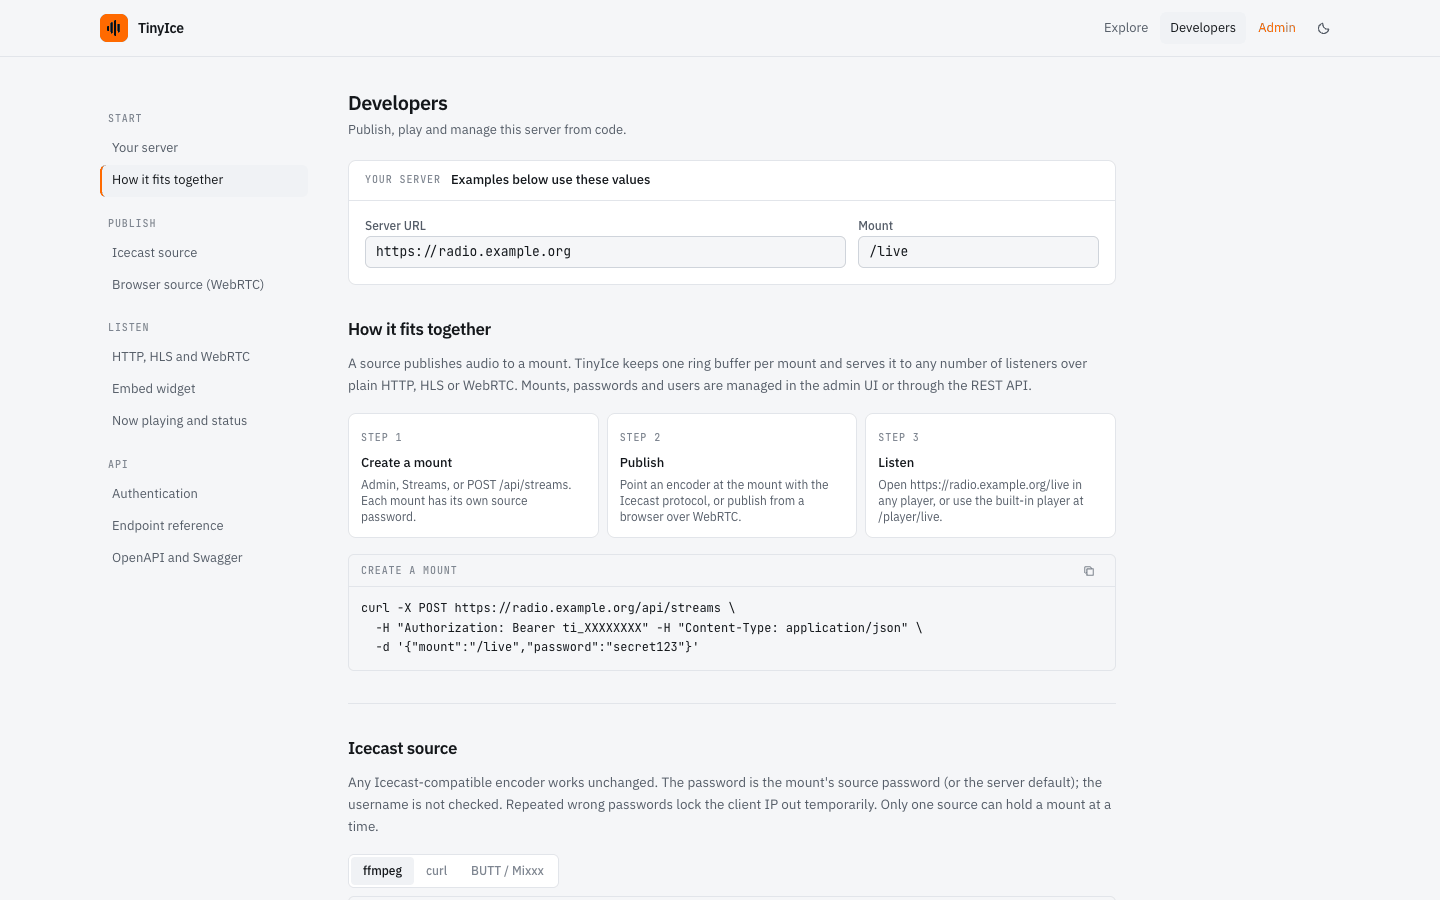 TinyIce
Explore
Developers
Admin
START
Your server
How it fits together
PUBLISH
Icecast source
Browser source (WebRTC)
LISTEN
HTTP, HLS and WebRTC
Embed widget
Now playing and status
API
Authentication
Endpoint reference
OpenAPI and Swagger
Developers
Publish, play and manage this server from code.
YOUR SERVER Examples below use these values
Server URL
https://radio.example.org
Mount
/live
How it fits together
A source publishes audio to a mount. TinyIce keeps one ring buffer per mount and serves it to any number of listeners over
plain HTTP, HLS or WebRTC. Mounts, passwords and users are managed in the admin UI or through the REST API.
STEP 1
Create a mount
Admin, Streams, or POST /api/streams.
Each mount has its own source
password.
STEP 2
Publish
Point an encoder at the mount with the
Icecast protocol, or publish from a
browser over WebRTC.
STEP 3
Listen
Open https://radio.example.org/live in
any player, or use the built-in player at
/player/live.
CREATE A MOUNT
curl -X POST https://radio.example.org/api/streams \
-H "Authorization: Bearer ti_XXXXXXXX" -H "Content-Type: application/json" \
-d '{"mount":"/live","password":"secret123"}'
Icecast source
Any Icecast-compatible encoder works unchanged. The password is the mount's source password (or the server default); the
username is not checked. Repeated wrong passwords lock the client IP out temporarily. Only one source can hold a mount at a
time.
ffmpeg
curl
BUTT / Mixxx